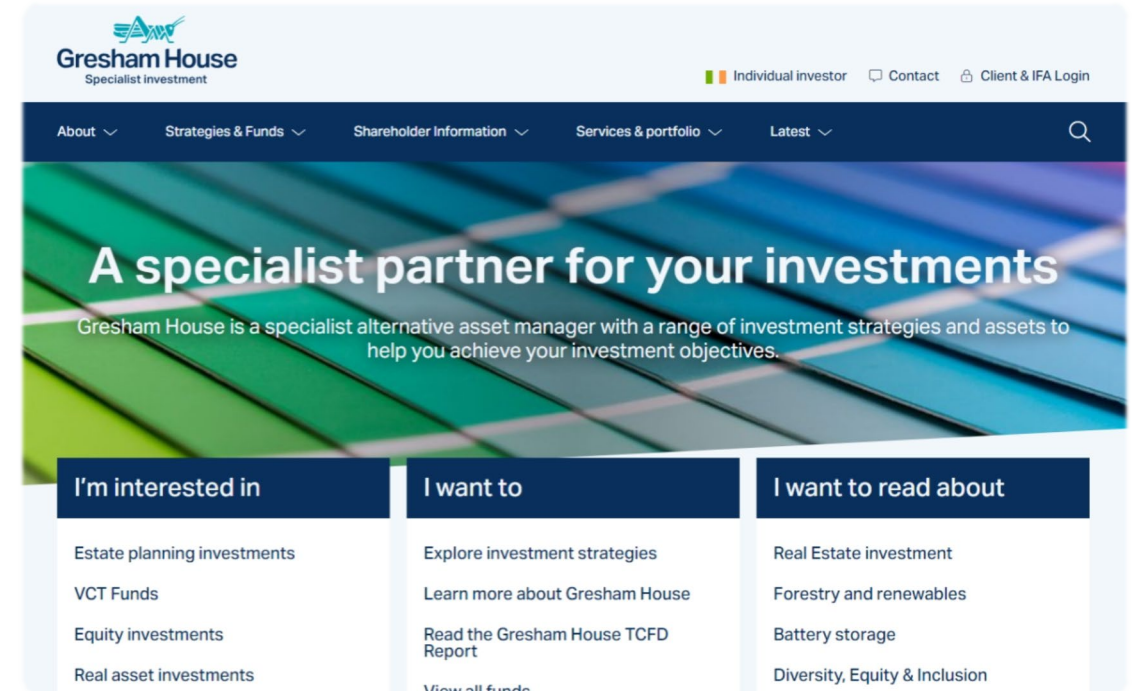 Gresham House
Specialist investment
Individual investor
Contact
Client & IFA Login
About
Strategies & Funds
Shareholder Information
Services & portfolio
Latest
A specialist partner for your investments
Gresham House is a specialist alternative asset manager with a range of investment strategies and assets to
help you achieve your investment objectives.
I'm interested in
Estate planning investments
VCT Funds
Equity investments
Real asset investments
I want to
Explore investment strategies
Learn more about Gresham House
Read the Gresham House TCFD
Report
View all funds
I want to read about
Real Estate investment
Forestry and renewables
Battery storage
Diversity, Equity & Inclusion